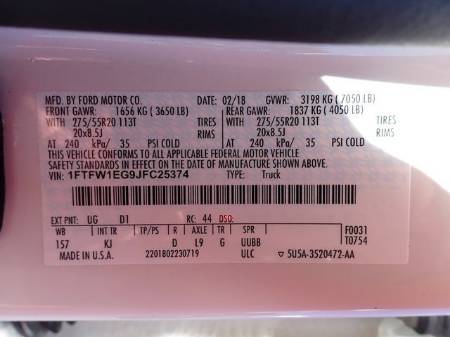 MFD. BY FORD MOTOR CO. 02/18 GVWR: 3198 KG ( 7050 LB)
FRONT GAWR: 1656 KG ( 3650 LB) REAR GAWR: 1837 KG ( 4050 LB)
WITH 275/55R20 113T TIRES WITH 275/55R20 113T TIRES
20x8.5J RIMS 20x8.5J RIMS
AT 240 kPa/ 35 PSI COLD AT 240 kPa/ 35 PSI COLD
THIS VEHICLE CONFORMS TO ALL APPLICABLE FEDERAL MOTOR VEHICLE
SAFETY STANDARDS IN EFFECT ON THE DATE OF MANUFACTURE SHOWN ABOVE.
VIN: 1FTFW1EG9JFC25374 TYPE: Truck
EXT PNT: UG D1 RC: 44 DSO:
WB INT TR TP/PS R AXLE TR SPR F0031
157 KJ D L9 G UUBB T0754
MADE IN U.S.A. 2201802230719 ULC 5U5A-3520472-AA